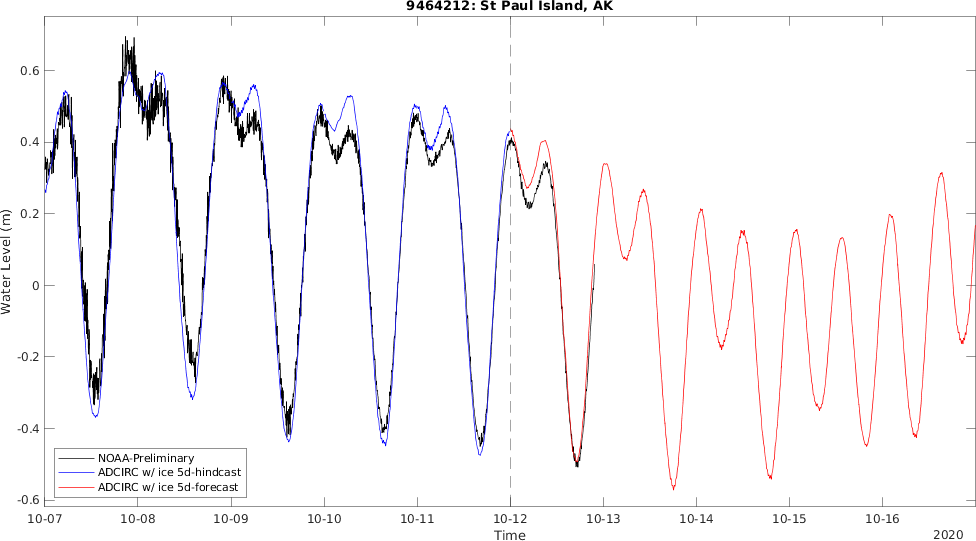 9464212: St Paul Island, AK
Water Level (m)
0.6
0.4
0.2
0
-0.2
-0.4
-0.6
NOAA-Preliminary
ADCIRC w/ ice 5d-hindcast
ADCIRC w/ ice 5d-forecast
10-07 10-08 10-09 10-10 10-11 10-12 10-13 10-14 10-15 10-16
Time
2020